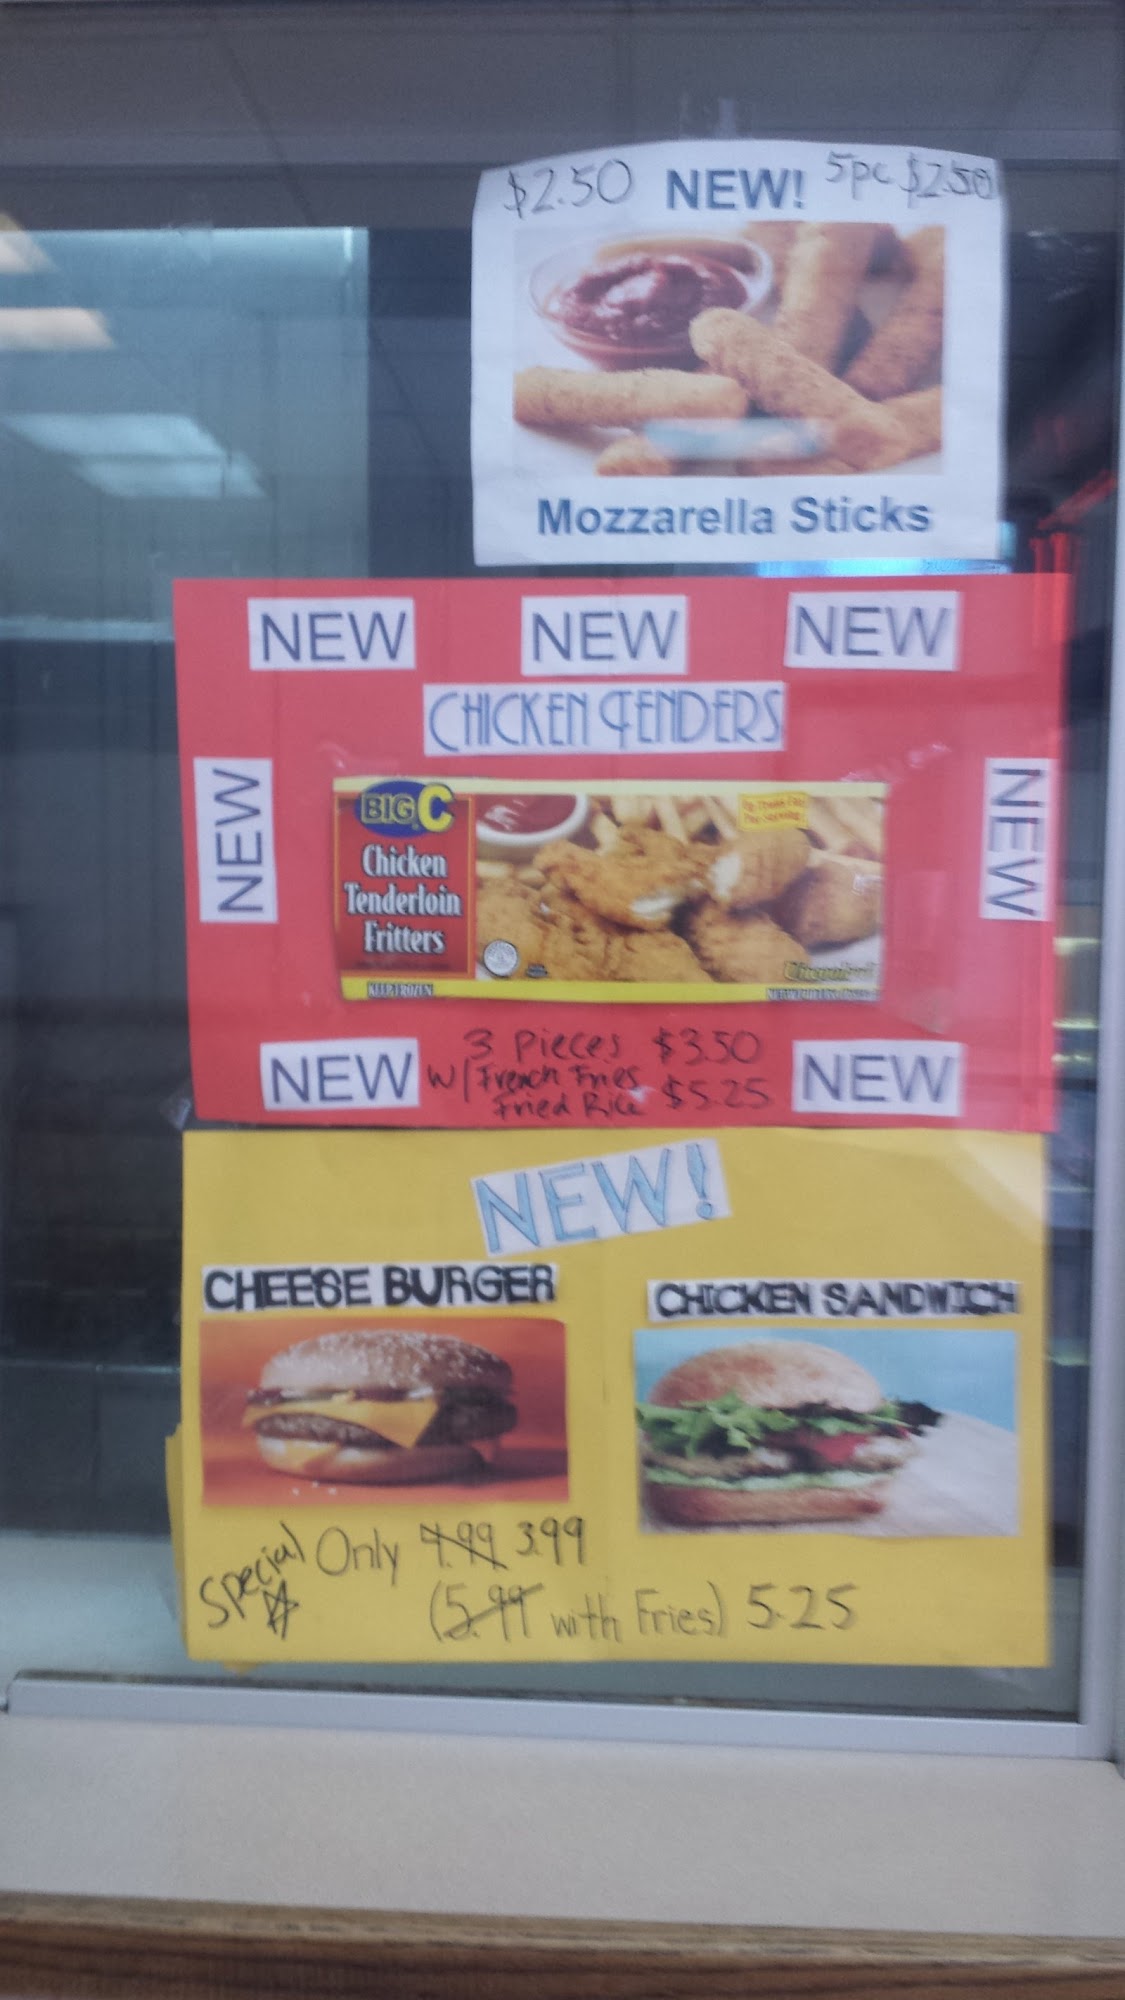 $2.50 NEW! 5pc $2.50
Mozzarella Sticks
NEW NEW NEW
CHICKEN TENDERS
NEW
NEW
BIG C
Chicken
Tenderloin
Fritters
KEEP FROZEN
3 Pieces $3.50
NEW W/French Fries NEW
Fried Rice $5.25
NEW!
CHEESE BURGER
CHICKEN SANDWICH
Special Only 4.99 3.99
(5.99 with Fries) 5.25